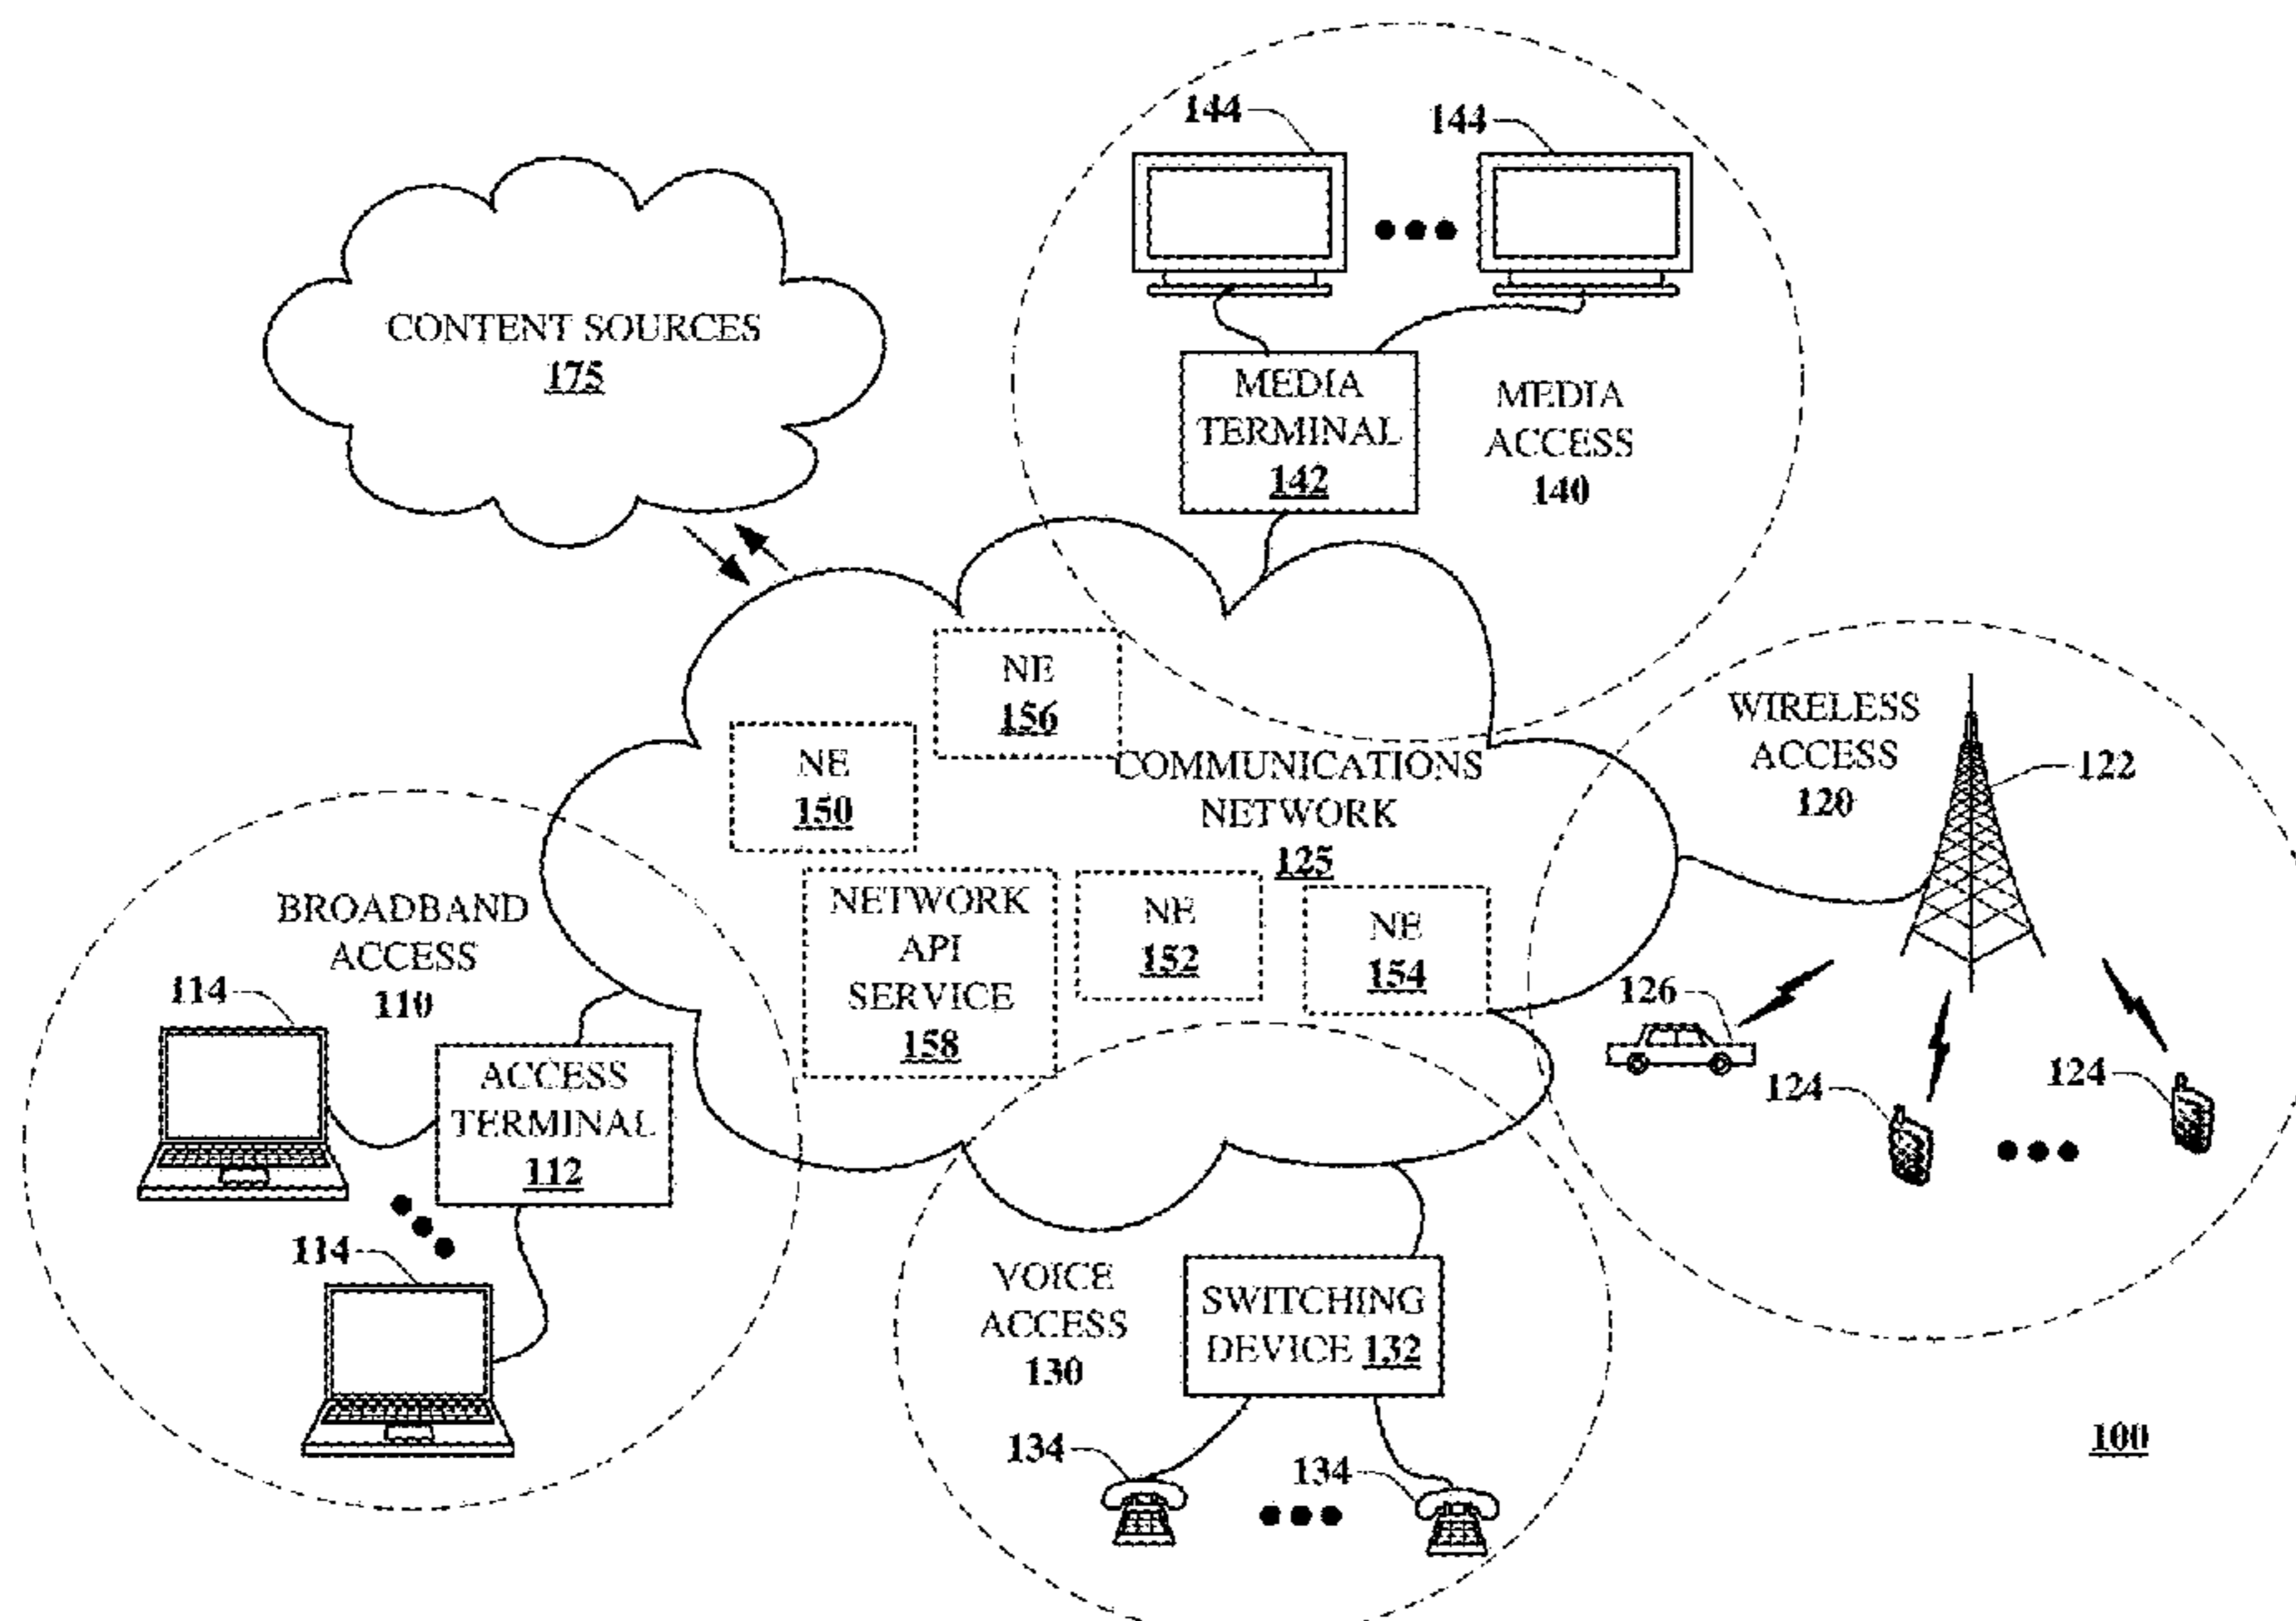 144
144
CONTENT SOURCES
175
MEDIA
TERMINAL
142
MEDIA
ACCESS
140
NE
156
NE
150
COMMUNICATIONS
NETWORK
125
WIRELESS
ACCESS
120
122
BROADBAND
ACCESS
110
NETWORK
API
SERVICE
158
NE
152
NE
154
114
ACCESS
TERMINAL
112
114
126
124
124
VOICE
ACCESS
130
SWITCHING
DEVICE 132
134
134
100